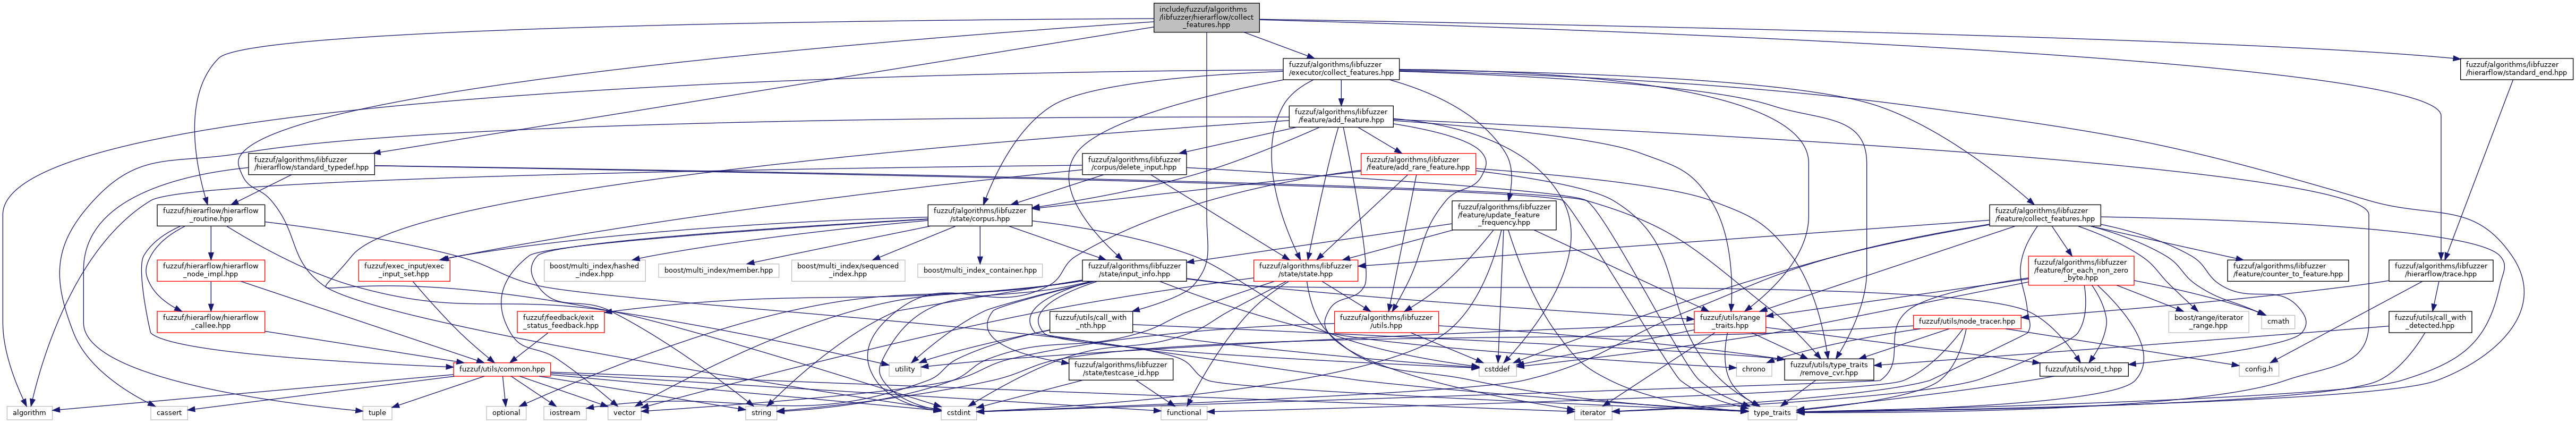 include/fuzzuf/algorithms
/libfuzzer/hierarflow/collect
_features.hpp
fuzzuf/algorithms/libfuzzer
/executor/collect_features.hpp
fuzzuf/algorithms/libfuzzer
/hierarflow/standard_end.hpp
fuzzuf/algorithms/libfuzzer
/feature/add_feature.hpp
fuzzuf/algorithms/libfuzzer
/hierarflow/standard_typedef.hpp
fuzzuf/algorithms/libfuzzer
/corpus/delete_input.hpp
fuzzuf/algorithms/libfuzzer
/feature/add_rare_feature.hpp
fuzzuf/hierarflow/hierarflow
_routine.hpp
fuzzuf/algorithms/libfuzzer
/state/corpus.hpp
fuzzuf/algorithms/libfuzzer
/feature/update_feature
_frequency.hpp
fuzzuf/algorithms/libfuzzer
/feature/collect_features.hpp
fuzzuf/hierarflow/hierarflow
_node_impl.hpp
fuzzuf/exec_input/exec
_input_set.hpp
boost/multi_index/hashed
_index.hpp
boost/multi_index/member.hpp
boost/multi_index/sequenced
_index.hpp
boost/multi_index_container.hpp
fuzzuf/algorithms/libfuzzer
/state/input_info.hpp
fuzzuf/algorithms/libfuzzer
/state/state.hpp
fuzzuf/algorithms/libfuzzer
/feature/for_each_non_zero
_byte.hpp
fuzzuf/algorithms/libfuzzer
/feature/counter_to_feature.hpp
fuzzuf/algorithms/libfuzzer
/hierarflow/trace.hpp
fuzzuf/hierarflow/hierarflow
_callee.hpp
fuzzuf/feedback/exit
_status_feedback.hpp
fuzzuf/utils/call_with
_nth.hpp
fuzzuf/algorithms/libfuzzer
/utils.hpp
fuzzuf/utils/range
_traits.hpp
fuzzuf/utils/node_tracer.hpp
boost/range/iterator
_range.hpp
cmath
fuzzuf/utils/call_with
_detected.hpp
fuzzuf/utils/common.hpp
utility
fuzzuf/algorithms/libfuzzer
/state/testcase_id.hpp
cstddef
chrono
fuzzuf/utils/type_traits
/remove_cvr.hpp
fuzzuf/utils/void_t.hpp
config.h
algorithm
cassert
tuple
optional
iostream
vector
string
cstdint
functional
iterator
type_traits